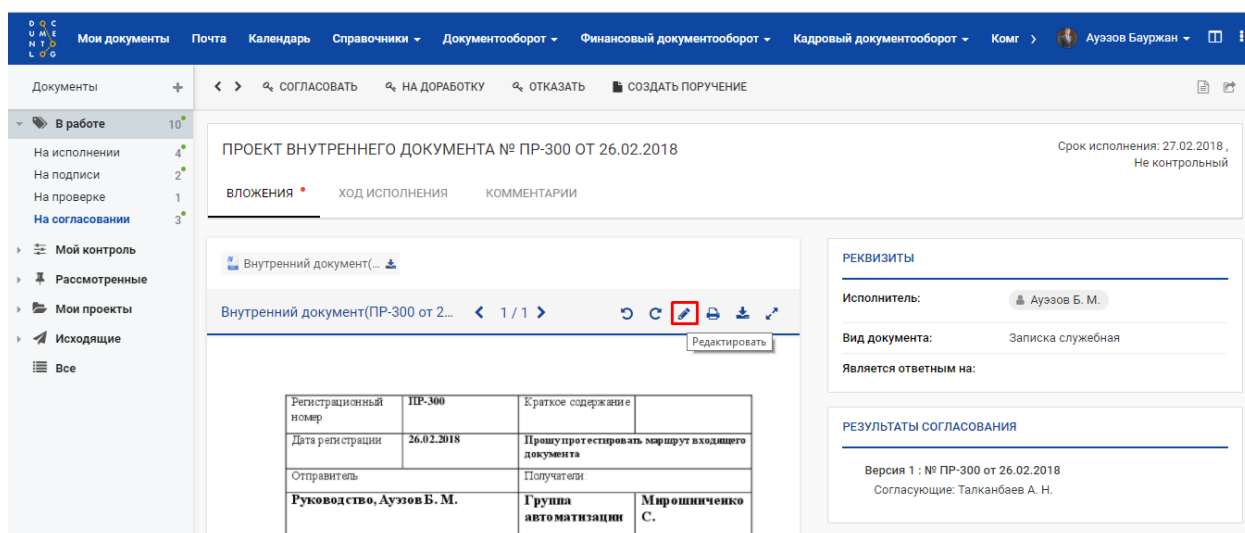 DOCUMENTOLOG
Мои документы Почта Календарь Справочники Документооборот Финансовый документооборот Кадровый документооборот Комг Ауэзов Бауржан
Документы + СОГЛАСОВАТЬ НА ДОРАБОТКУ ОТКАЗАТЬ СОЗДАТЬ ПОРУЧЕНИЕ
В работе 10
На исполнении 4
На подписи 2
На проверке 1
На согласовании 3
Мой контроль
Рассмотренные
Мои проекты
Исходящие
Все
ПРОЕКТ ВНУТРЕННЕГО ДОКУМЕНТА № ПР-300 ОТ 26.02.2018
Срок исполнения: 27.02.2018 ,
Не контрольный
ВЛОЖЕНИЯ ХОД ИСПОЛНЕНИЯ КОММЕНТАРИИ
Внутренний документ(...
Внутренний документ(ПР-300 от 2... 1 / 1
Редактировать
Регистрационный номер ПР-300 Краткое содержание
Дата регистрации 26.02.2018 Прошу протестировать маршрут входящего документа
Отправитель Получатели
Руководство, Ауэзов Б. М. Группа автоматизации Мирошниченко С.
РЕКВИЗИТЫ
Исполнитель: Ауэзов Б. М.
Вид документа: Записка служебная
Является ответным на:
РЕЗУЛЬТАТЫ СОГЛАСОВАНИЯ
Версия 1 : № ПР-300 от 26.02.2018
Согласующие: Талканбаев А. Н.